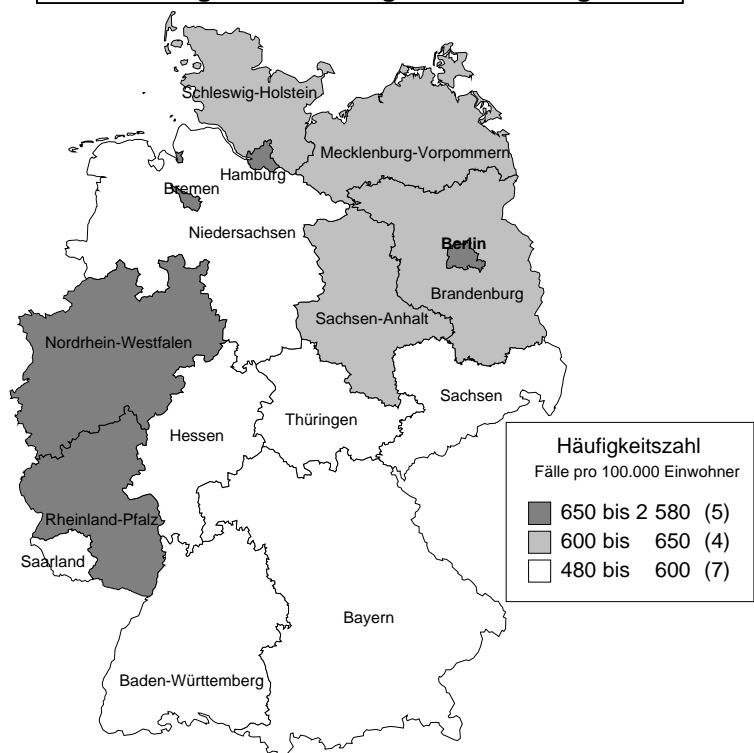 Schleswig-Holstein
Mecklenburg-Vorpommern
Hamburg
Bremen
Niedersachsen
Berlin
Brandenburg
Sachsen-Anhalt
Nordrhein-Westfalen
Sachsen
Thüringen
Hessen
Häufigkeitszahl
Fälle pro 100.000 Einwohner
650 bis 2 580 (5)
600 bis 650 (4)
480 bis 600 (7)
Rheinland-Pfalz
Saarland
Bayern
Baden-Württemberg